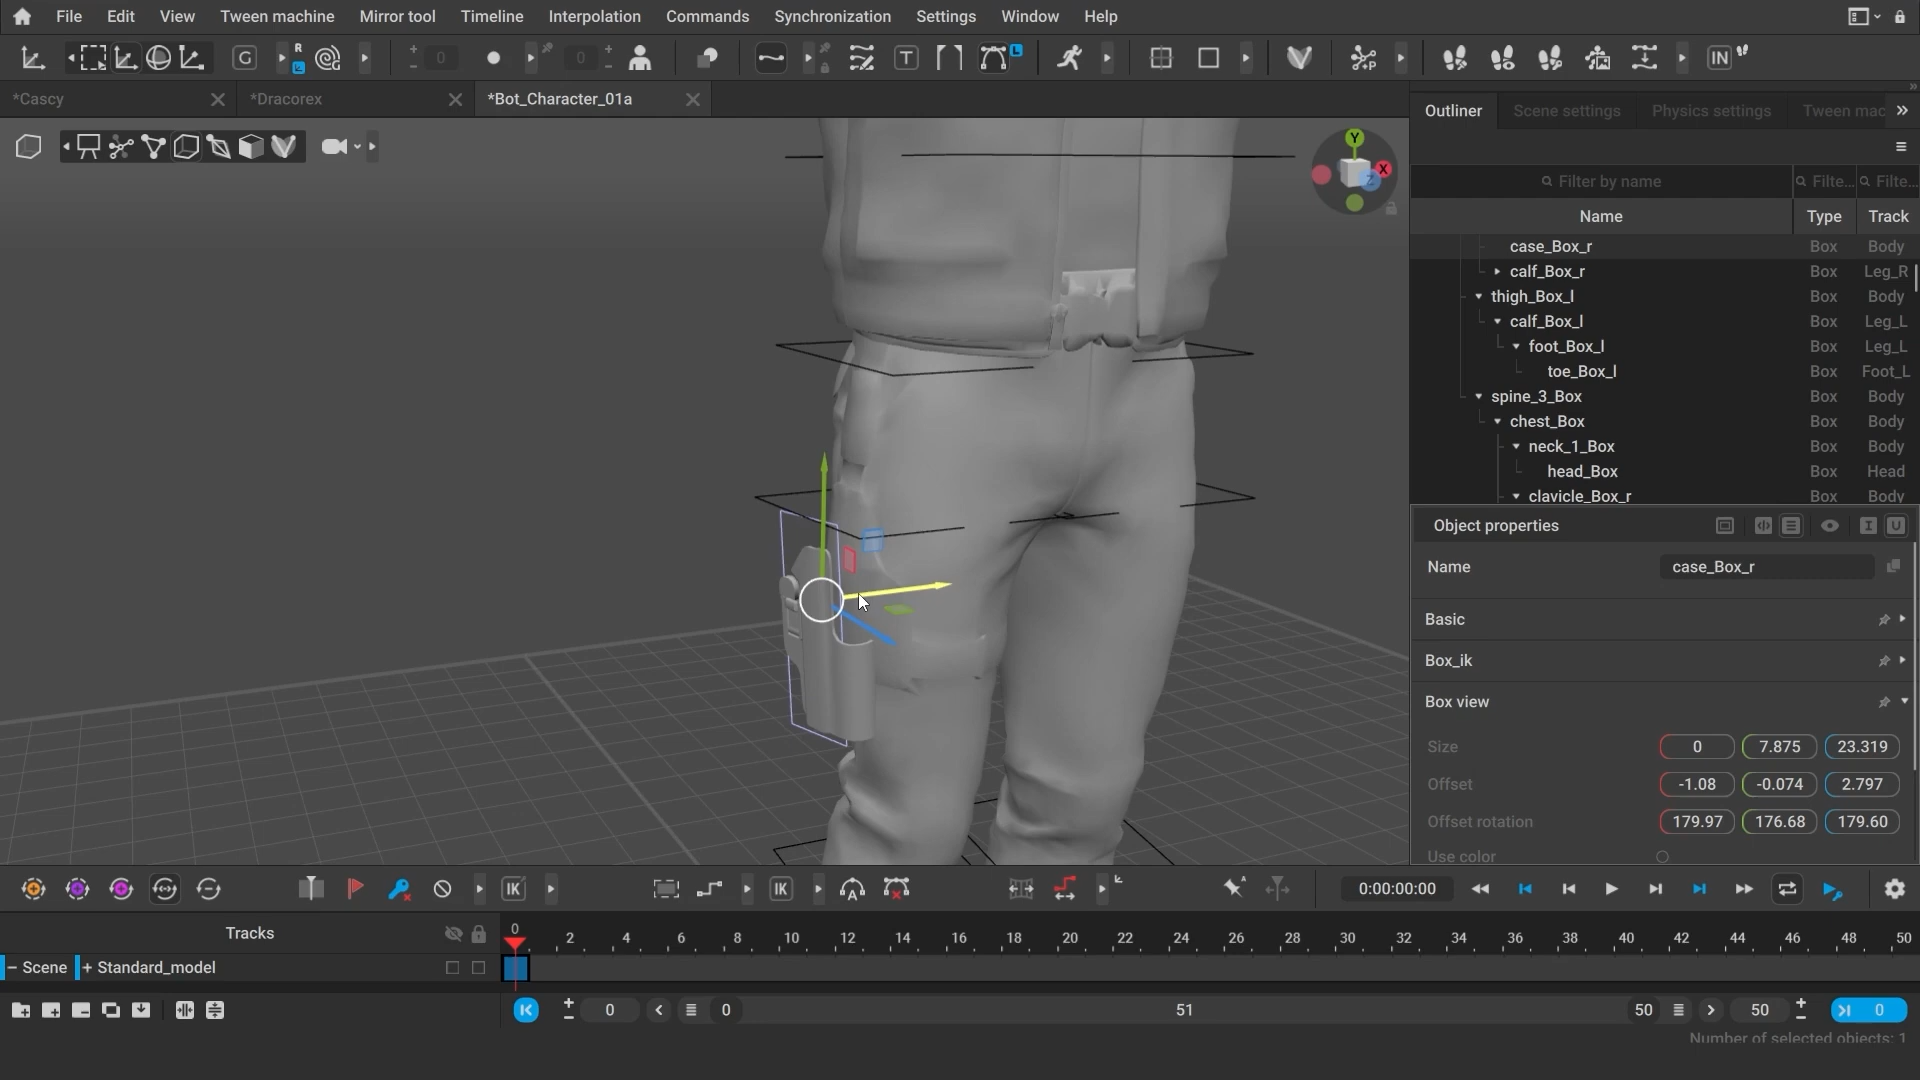 File Edit View Tween machine Mirror tool Timeline Interpolation Commands Synchronization Settings Window Help
G R 0 0 T L P IN
*Cascy *Dracorex *Bot_Character_01a
Outliner Scene settings Physics settings Tween mac
Y X Z
Filter by name Filte... Filte...
Name Type Track
case_Box_r Box Body
calf_Box_r Box Leg_R
thigh_Box_l Box Body
calf_Box_l Box Leg_L
foot_Box_l Box Leg_L
toe_Box_l Box Foot_L
spine_3_Box Box Body
chest_Box Box Body
neck_1_Box Box Body
head_Box Box Head
clavicle_Box_r Box Body
Object properties
Name case_Box_r
Basic
Box_ik
Box view
Size 0 7.875 23.319
Offset -1.08 -0.074 2.797
Offset rotation 179.97 176.68 179.60
Use color
IK IK A 0:00:00:00
Tracks 0 2 4 6 8 10 12 14 16 18 20 22 24 26 28 30 32 34 36 38 40 42 44 46 48 50
− Scene + Standard_model
0 0 51 50 50 0
Number of selected objects: 1